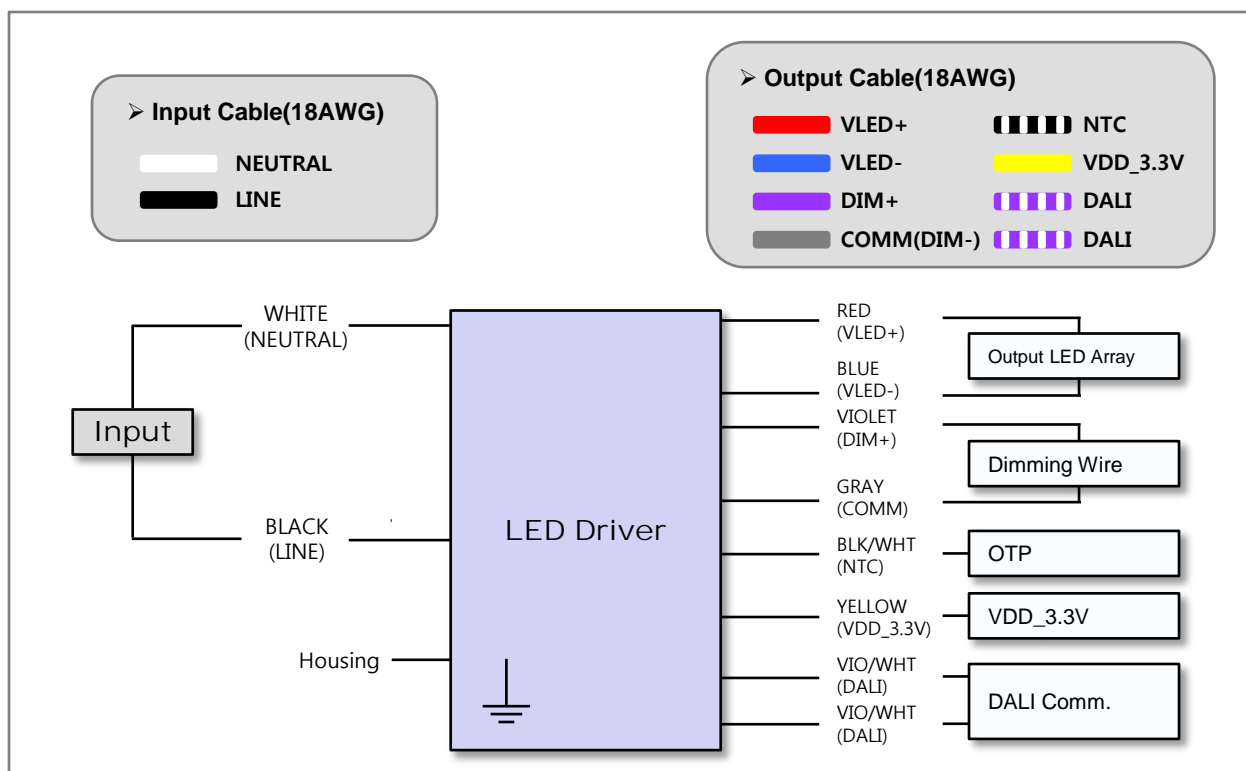 ➢ Input Cable(18AWG)
NEUTRAL
LINE
➢ Output Cable(18AWG)
VLED+
NTC
VLED-
VDD_3.3V
DIM+
DALI
COMM(DIM-)
DALI
WHITE
(NEUTRAL)
Input
BLACK
(LINE)
Housing
LED Driver
RED
(VLED+)
BLUE
(VLED-)
Output LED Array
VIOLET
(DIM+)
GRAY
(COMM)
Dimming Wire
BLK/WHT
(NTC)
OTP
YELLOW
(VDD_3.3V)
VDD_3.3V
VIO/WHT
(DALI)
VIO/WHT
(DALI)
DALI Comm.